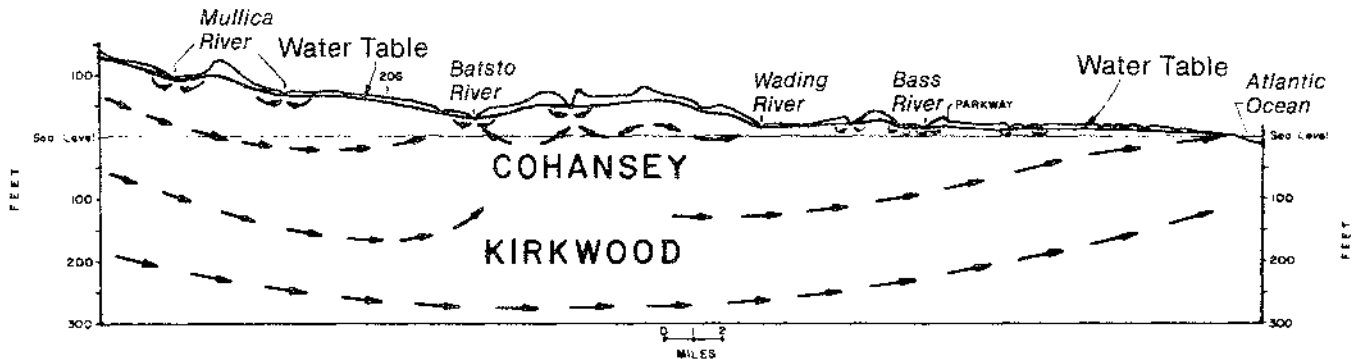 Mullica
River
Water Table
206
Batsto
River
Wading
River
Bass
River
PARKWAY
Water Table
Atlantic
Ocean
100
Sea Level
100
200
300
FEET
COHANSEY
KIRKWOOD
Sea Level
100
200
300
FEET
0 1 2
MILES